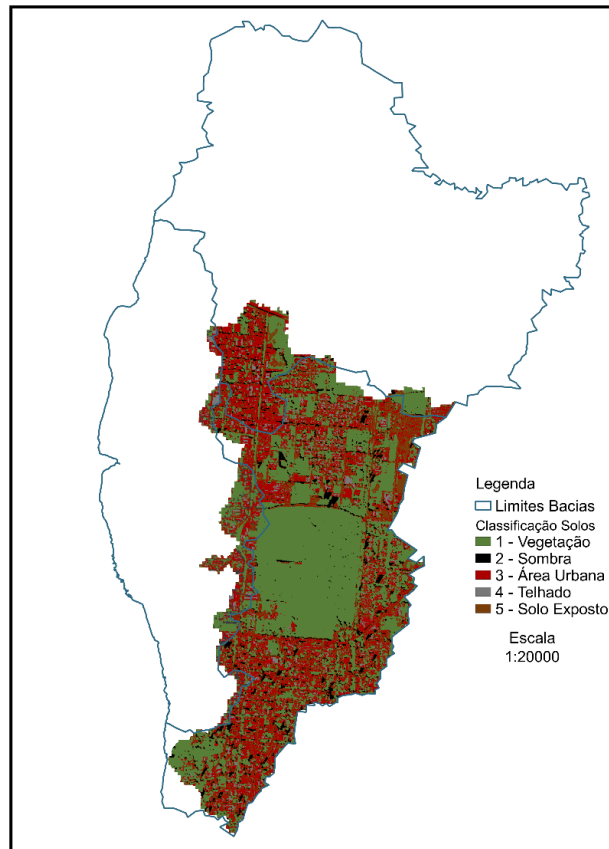 Legenda
Limites Bacias
Classificação Solos
1 - Vegetação
2 - Sombra
3 - Área Urbana
4 - Telhado
5 - Solo Exposto
Escala
1:20000